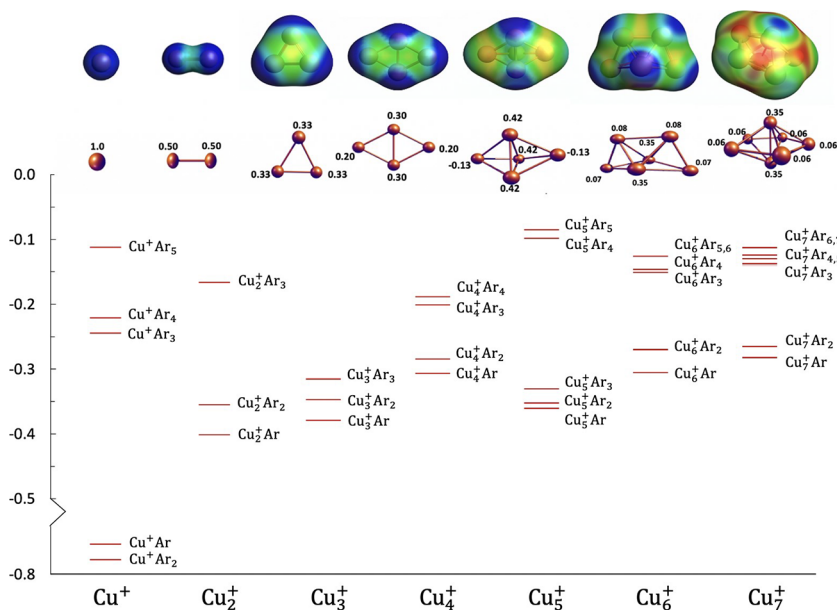 1.0
0.50 0.50
0.33
0.33 0.33
0.30
0.20 0.20
0.30
0.42
-0.13 0.42 -0.13
0.42
0.08 0.08
0.35
0.07 0.35 0.07
0.35
0.06 0.06
0.06 0.06 0.06
0.35
0.0
-0.1
-0.2
-0.3
-0.4
-0.5
-0.8
Cu⁺Ar₅
Cu⁺Ar₄
Cu⁺Ar₃
Cu⁺Ar
Cu⁺Ar₂
Cu₂⁺Ar₃
Cu₂⁺Ar₂
Cu₂⁺Ar
Cu₃⁺Ar₃
Cu₃⁺Ar₂
Cu₃⁺Ar
Cu₄⁺Ar₄
Cu₄⁺Ar₃
Cu₄⁺Ar₂
Cu₄⁺Ar
Cu₅⁺Ar₅
Cu₅⁺Ar₄
Cu₅⁺Ar₃
Cu₅⁺Ar₂
Cu₅⁺Ar
Cu₆⁺Ar₅,₆
Cu₆⁺Ar₄
Cu₆⁺Ar₃
Cu₆⁺Ar₂
Cu₆⁺Ar
Cu₇⁺Ar₆,
Cu₇⁺Ar₄,
Cu₇⁺Ar₃
Cu₇⁺Ar₂
Cu₇⁺Ar
Cu⁺ Cu₂⁺ Cu₃⁺ Cu₄⁺ Cu₅⁺ Cu₆⁺ Cu₇⁺